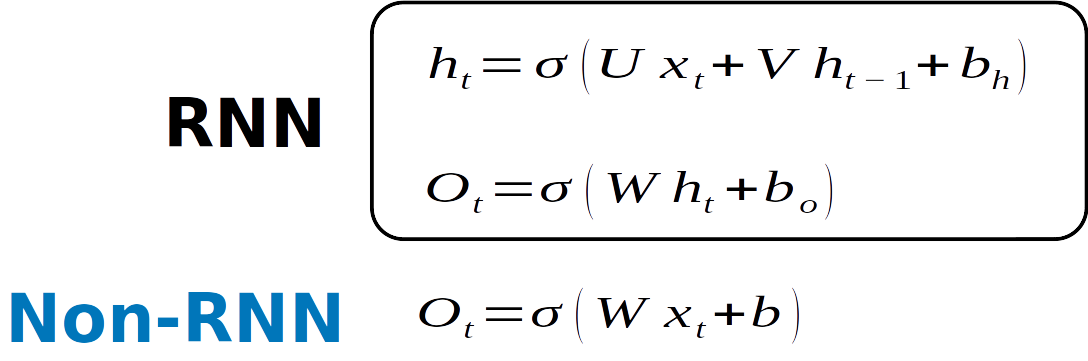 h_t = σ ( U x_t + V h_{t-1} + b_h )
RNN
O_t = σ ( W h_t + b_o )
Non-RNN O_t = σ ( W x_t + b )